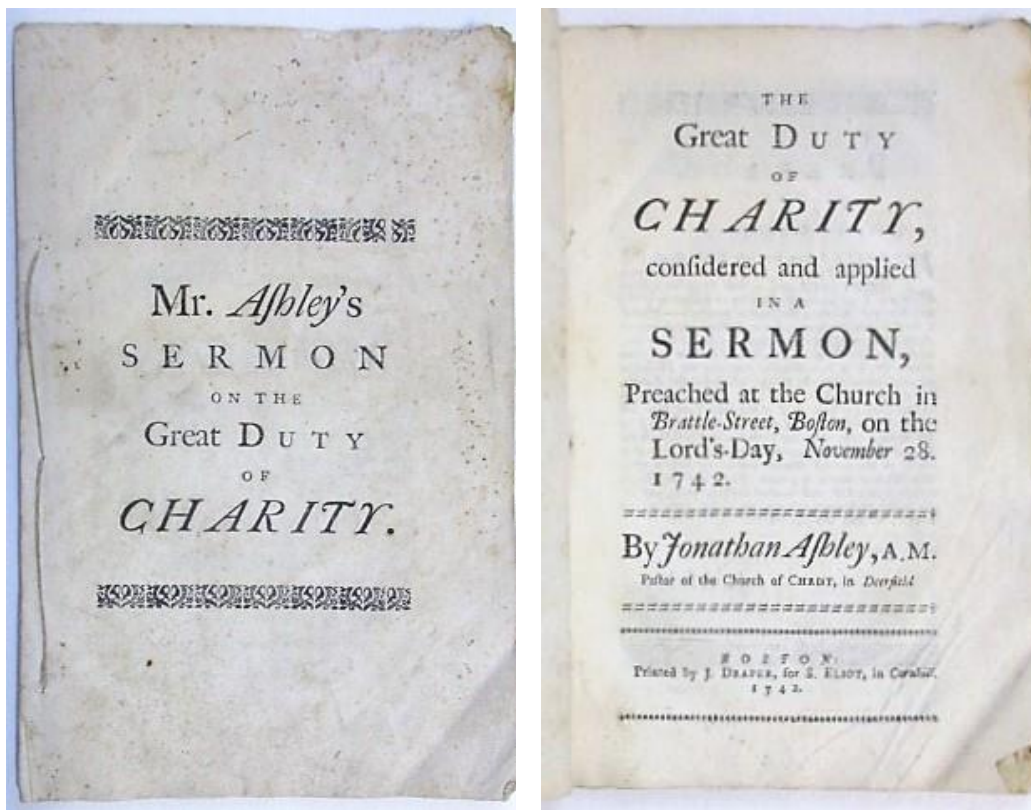 Mr. Aſhley's
SERMON
ON THE
Great DUTY
OF
CHARITY.
THE
Great DUTY
OF
CHARITY,
conſidered and applied
IN A
SERMON,
Preached at the Church in
Brattle-Street, Boſton, on the
Lord's-Day, November 28.
1742.
By Jonathan Aſhley, A. M.
Paſtor of the Church of CHRIST, in Deerfield
BOSTON:
Printed by J. DRAPER, for S. ELIOT, in Cornhill.
1742.